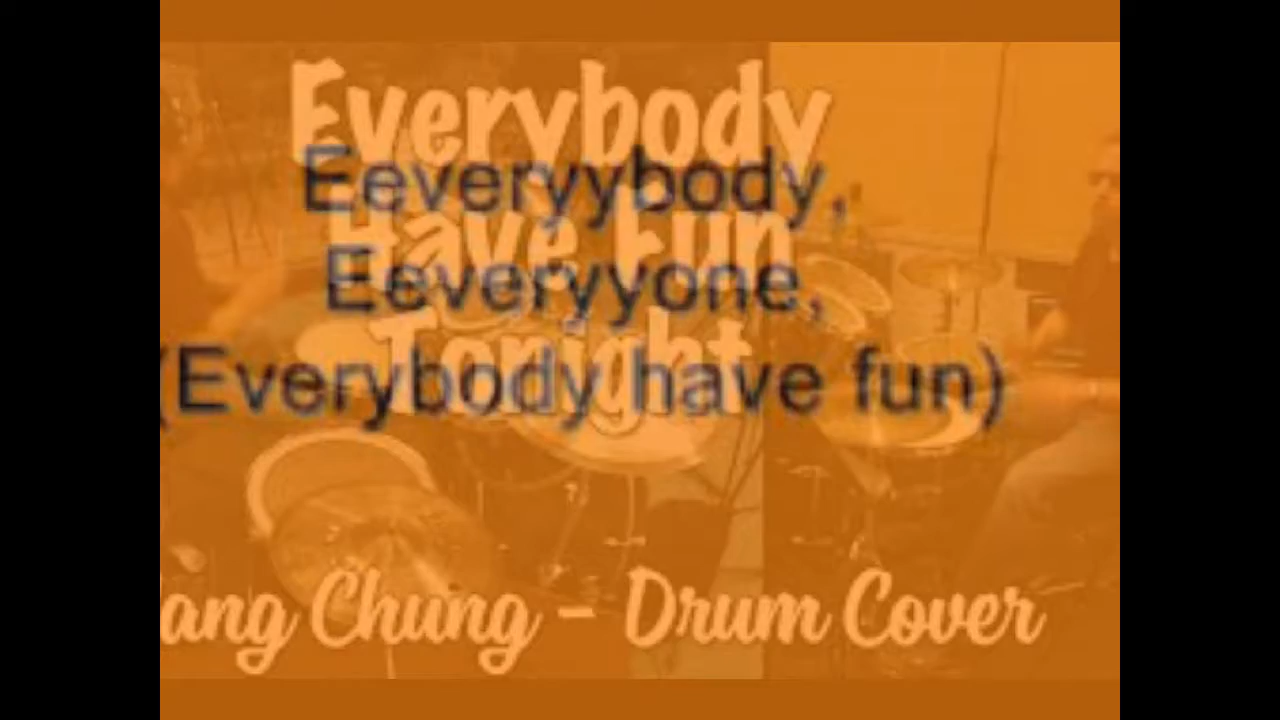 Everybody
Eeveryybody,
Have Fun
Eeveryyone,
Tonight
(Everybody have fun)
ang Chung - Drum Cover